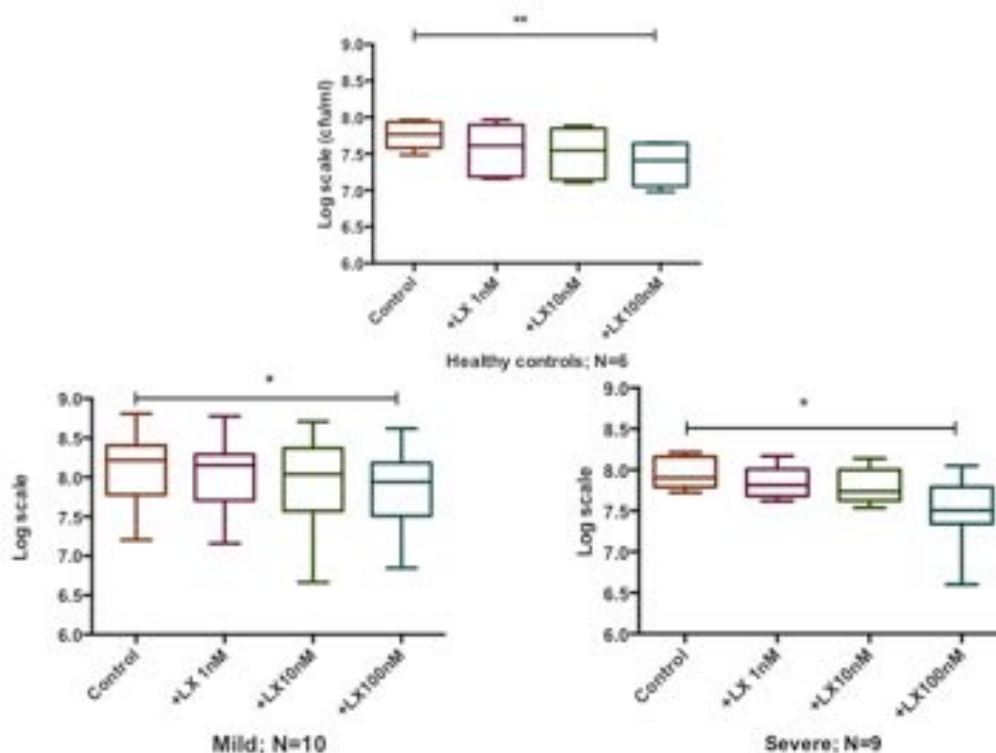 **
Log scale (cfu/ml)
9.0
8.5
8.0
7.5
7.0
6.5
6.0
Control
+LX 1nM
+LX10nM
+LX100nM
Healthy controls; N=6
*
Log scale
9.0
8.5
8.0
7.5
7.0
6.5
6.0
Control
+LX 1nM
+LX10nM
+LX100nM
Mild; N=10
*
Log scale
9.0
8.5
8.0
7.5
7.0
6.5
6.0
Control
+LX 1nM
+LX10nM
+LX100nM
Severe; N=9